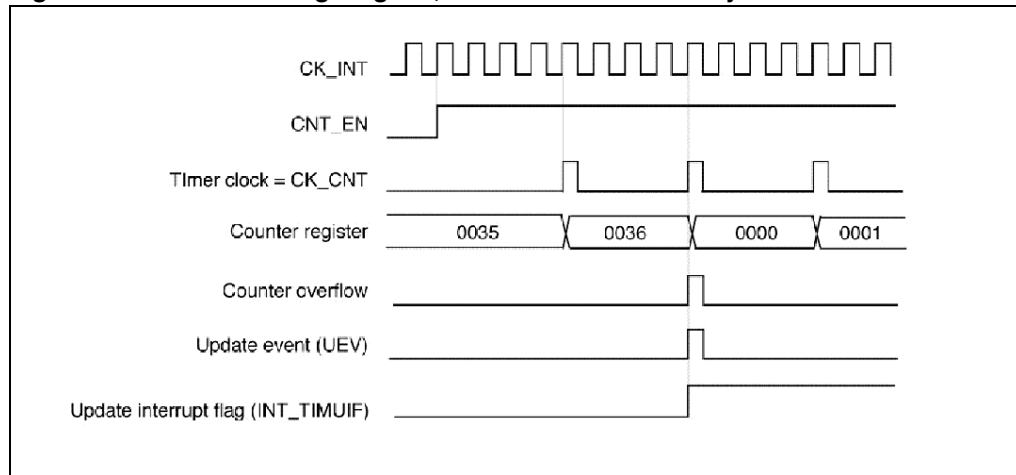 CK_INT
CNT_EN
TImer clock = CK_CNT
Counter register 0035 0036 0000 0001
Counter overflow
Update event (UEV)
Update interrupt flag (INT_TIMUIF)